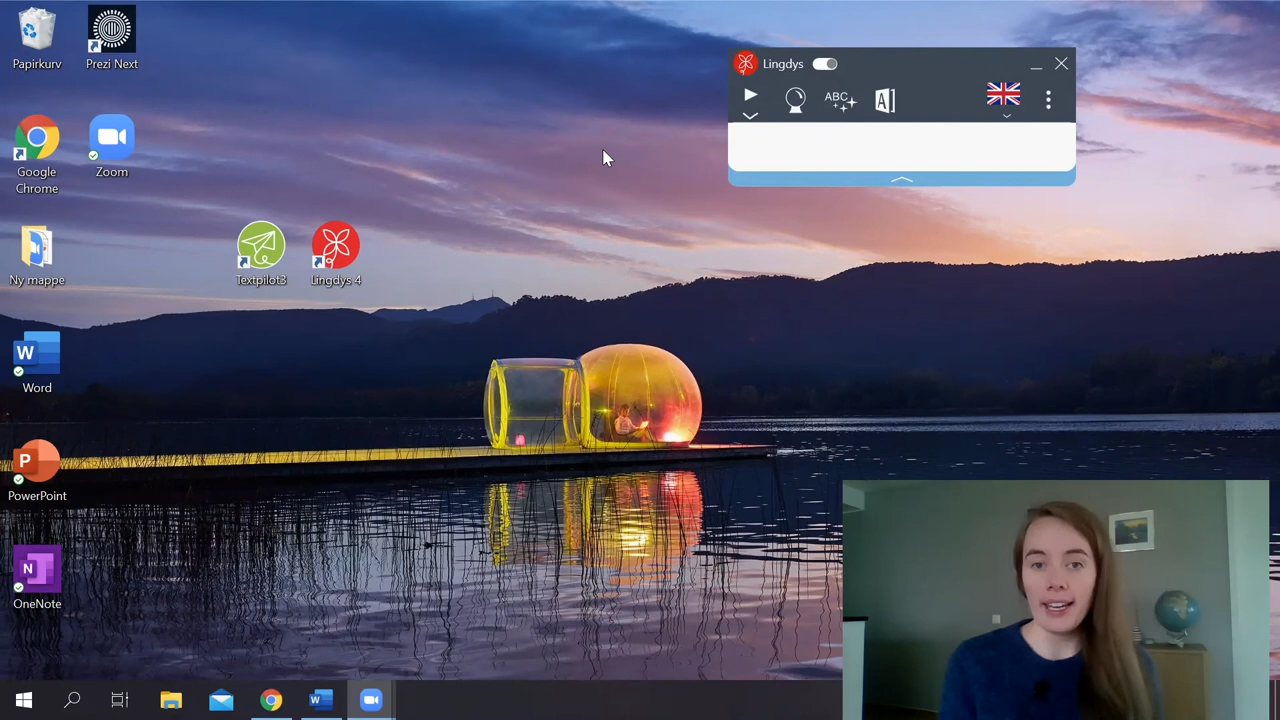 Papirkurv
Prezi Next
Lingdys
ABC
A
Google
Chrome
Zoom
Ny mappe
Textpilot3
Lingdys 4
W
Word
P
PowerPoint
N
OneNote
W